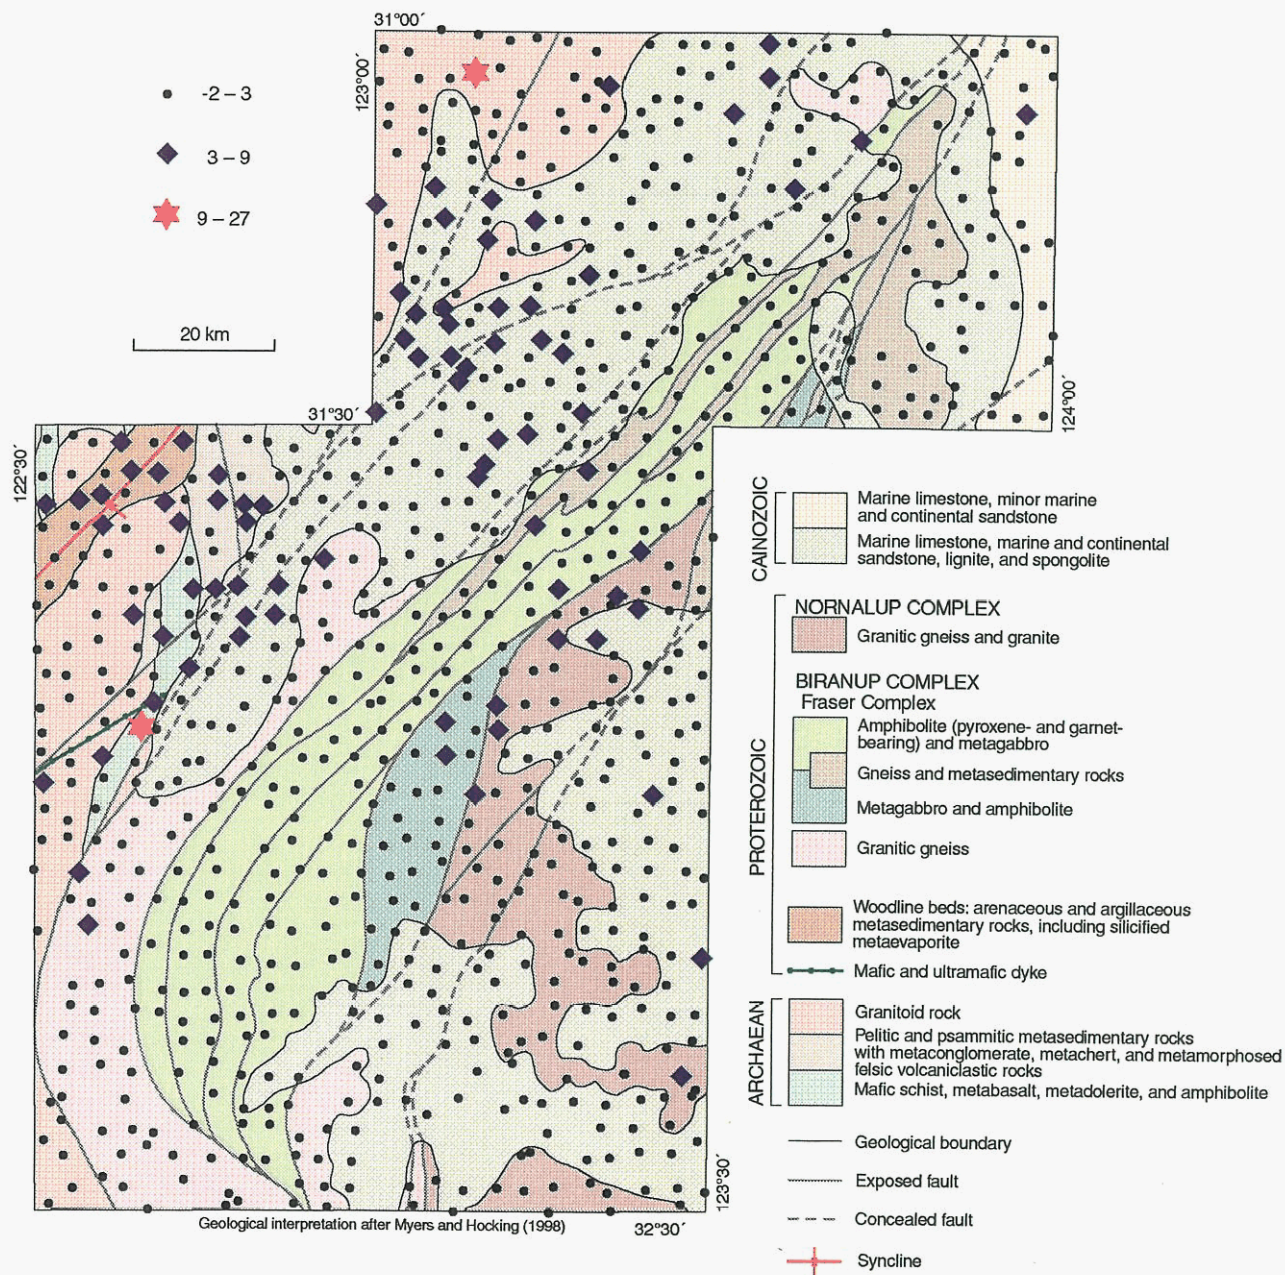 31°00´
123°00´
-2 – 3
3 – 9
9 – 27
20 km
31°30´
122°30´
124°00´
CAINOZOIC
Marine limestone, minor marine
and continental sandstone
Marine limestone, marine and continental
sandstone, lignite, and spongolite
PROTEROZOIC
NORNALUP COMPLEX
Granitic gneiss and granite
BIRANUP COMPLEX
Fraser Complex
Amphibolite (pyroxene- and garnet-
bearing) and metagabbro
Gneiss and metasedimentary rocks
Metagabbro and amphibolite
Granitic gneiss
Woodline beds: arenaceous and argillaceous
metasedimentary rocks, including silicified
metaevaporite
Mafic and ultramafic dyke
ARCHAEAN
Granitoid rock
Pelitic and psammitic metasedimentary rocks
with metaconglomerate, metachert, and metamorphosed
felsic volcaniclastic rocks
Mafic schist, metabasalt, metadolerite, and amphibolite
Geological boundary
Exposed fault
Concealed fault
Syncline
123°30´
Geological interpretation after Myers and Hocking (1998)
32°30´